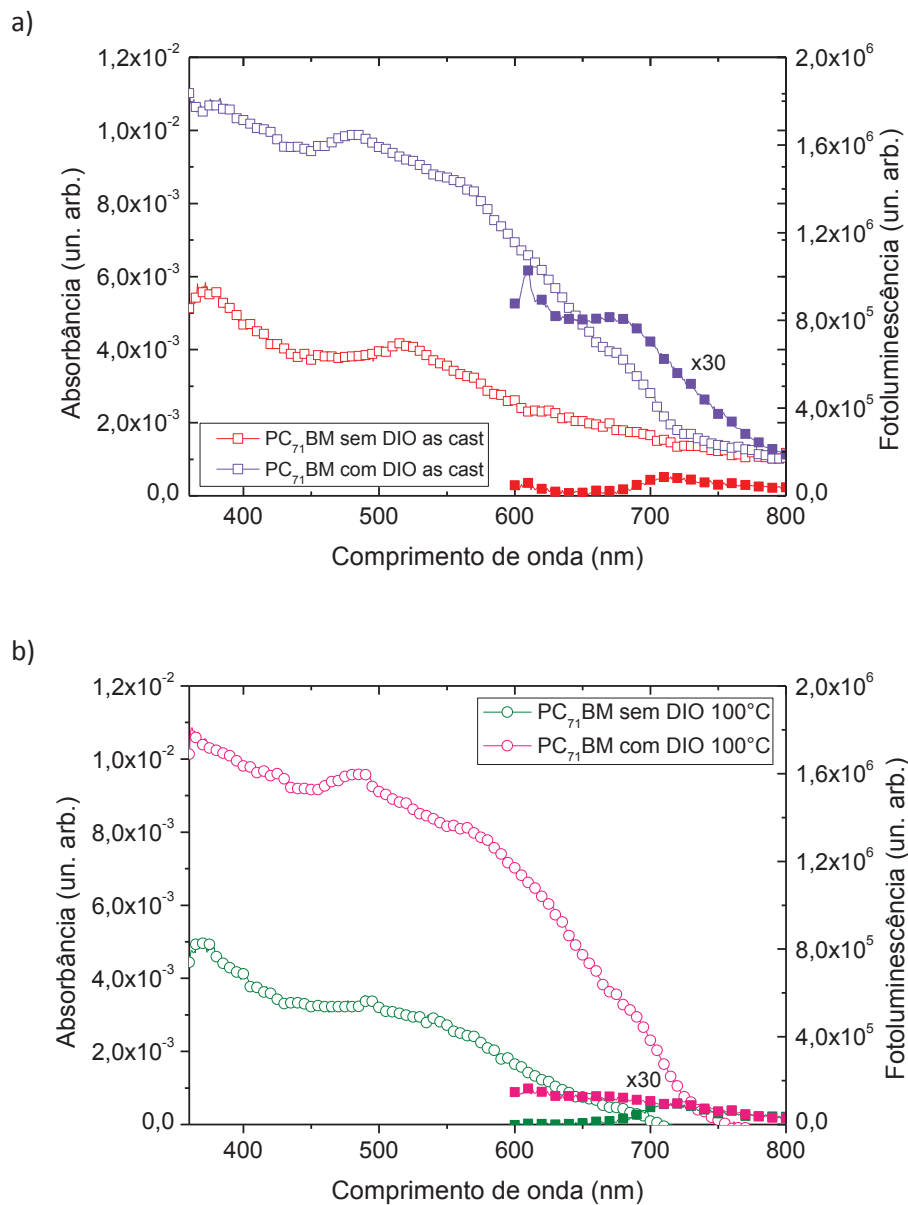 a)
1,2x10⁻²
1,0x10⁻²
8,0x10⁻³
6,0x10⁻³
4,0x10⁻³
2,0x10⁻³
0,0
Absorbância (un. arb.)
2,0x10⁶
1,6x10⁶
1,2x10⁶
8,0x10⁵
4,0x10⁵
0,0
Fotoluminescência (un. arb.)
x30
PC₇₁BM sem DIO as cast
PC₇₁BM com DIO as cast
400 500 600 700 800
Comprimento de onda (nm)
b)
1,2x10⁻²
1,0x10⁻²
8,0x10⁻³
6,0x10⁻³
4,0x10⁻³
2,0x10⁻³
0,0
Absorbância (un. arb.)
2,0x10⁶
1,6x10⁶
1,2x10⁶
8,0x10⁵
4,0x10⁵
0,0
Fotoluminescência (un. arb.)
PC₇₁BM sem DIO 100°C
PC₇₁BM com DIO 100°C
x30
400 500 600 700 800
Comprimento de onda (nm)